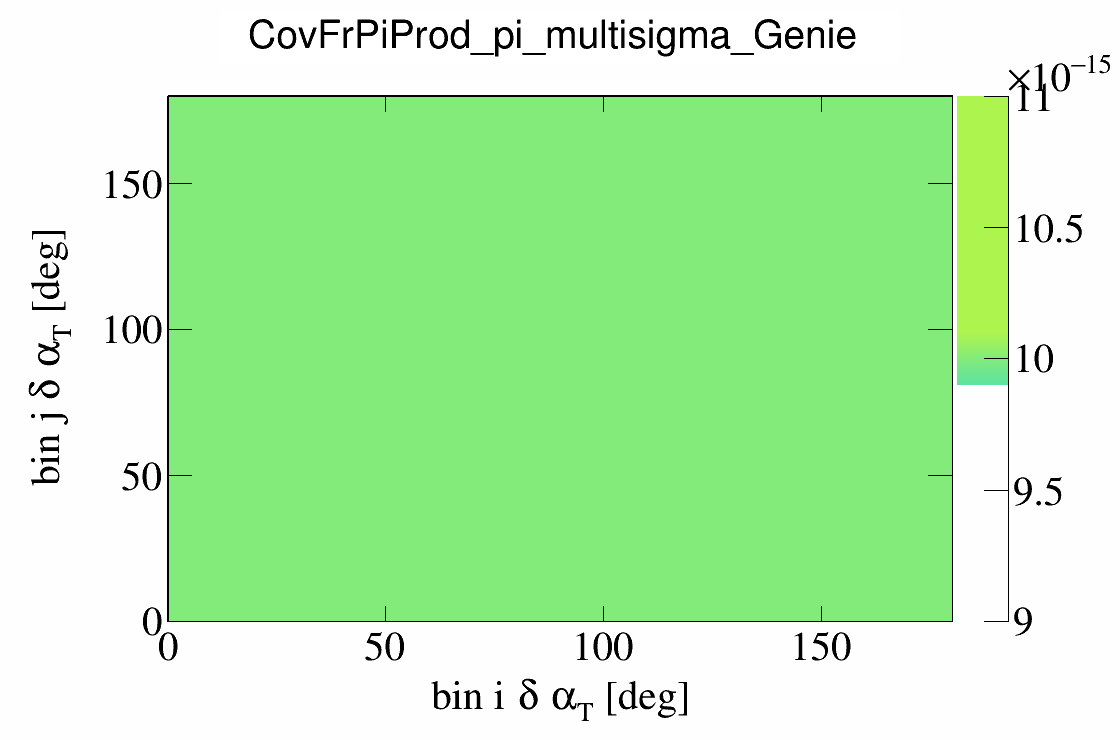 CovFrPiProd_pi_multisigma_Genie
×10⁻¹⁵
11
10.5
10
9.5
9
150
100
50
0
0 50 100 150
bin j δ α_T [deg]
bin i δ α_T [deg]